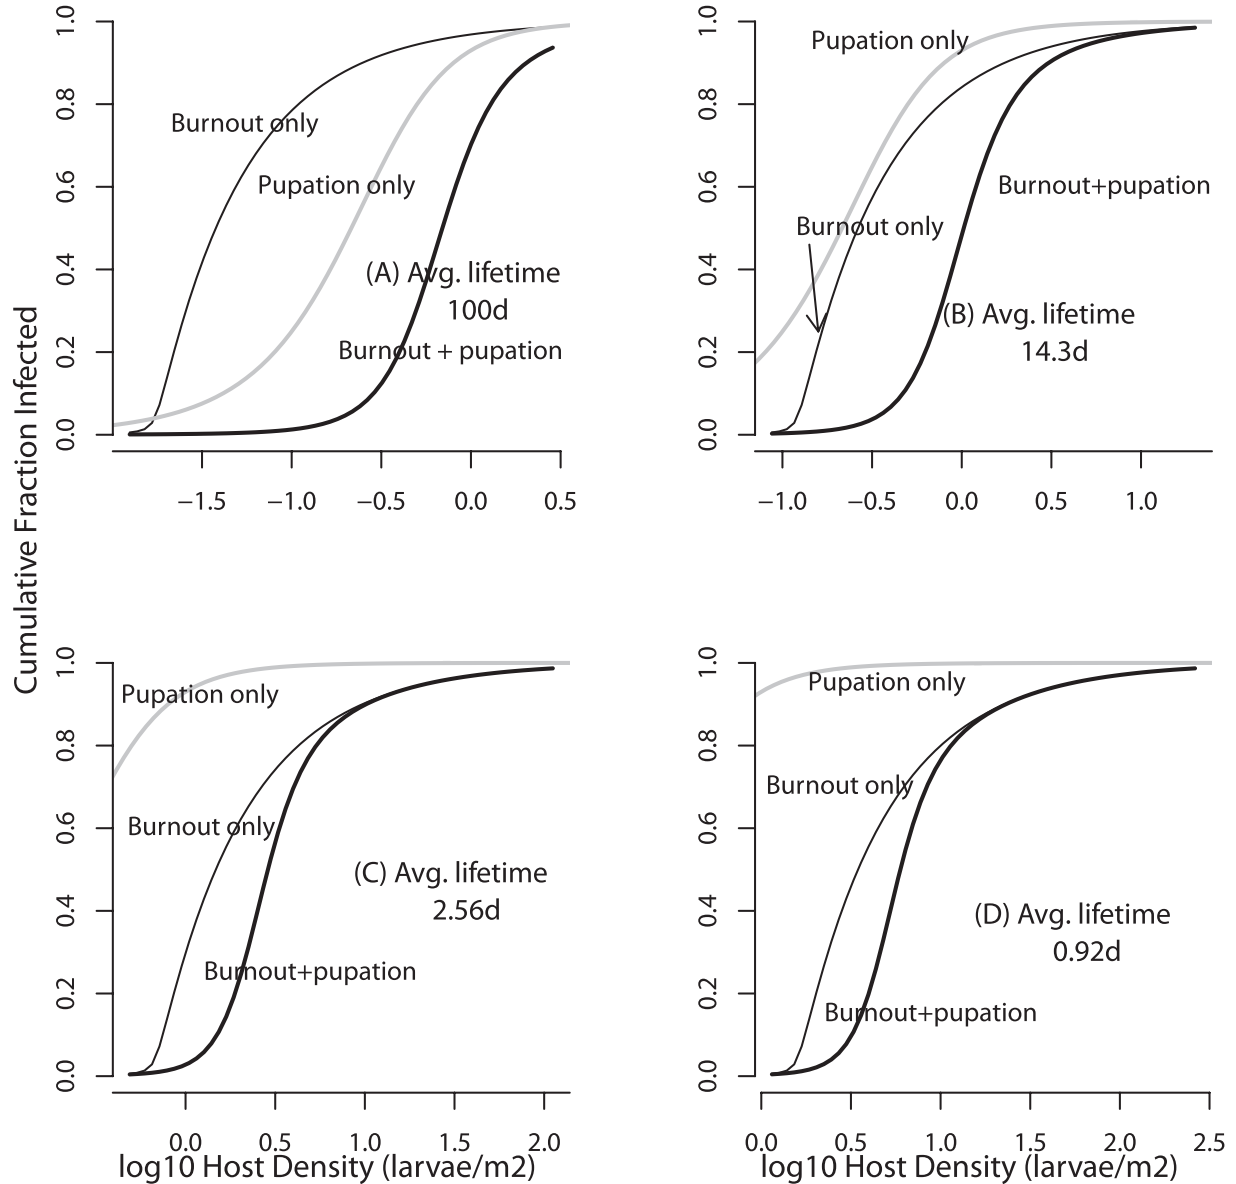 Cumulative Fraction Infected
1.0
0.8
0.6
0.4
0.2
0.0
Burnout only
Pupation only
(A) Avg. lifetime
100d
Burnout + pupation
−1.5 −1.0 −0.5 0.0 0.5
1.0
0.8
0.6
0.4
0.2
0.0
Pupation only
Burnout+pupation
Burnout only
(B) Avg. lifetime
14.3d
−1.0 −0.5 0.0 0.5 1.0
1.0
0.8
0.6
0.4
0.2
0.0
Pupation only
Burnout only
(C) Avg. lifetime
2.56d
Burnout+pupation
0.0 0.5 1.0 1.5 2.0
log10 Host Density (larvae/m2)
1.0
0.8
0.6
0.4
0.2
0.0
Pupation only
Burnout only
(D) Avg. lifetime
0.92d
Burnout+pupation
0.0 0.5 1.0 1.5 2.0 2.5
log10 Host Density (larvae/m2)